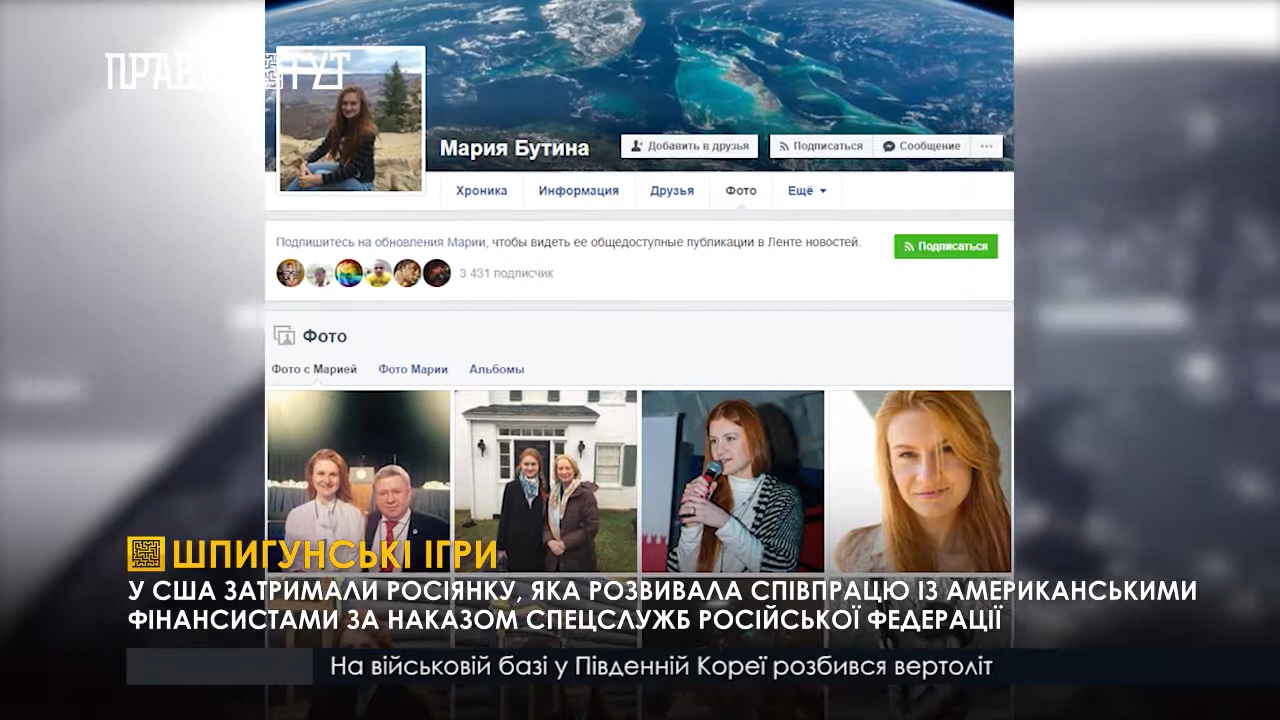 ПРАВ ТУТ
Мария Бутина
Добавить в друзья
Подписаться
Сообщение
Хроника
Информация
Друзья
Фото
Ещё
Подпишитесь на обновления Марии, чтобы видеть ее общедоступные публикации в Ленте новостей.
Подписаться
3 431 подписчик
Фото
Фото с Марией
Фото Марии
Альбомы
ШПИГУНСЬКІ ІГРИ
У США ЗАТРИМАЛИ РОСІЯНКУ, ЯКА РОЗВИВАЛА СПІВПРАЦЮ ІЗ АМЕРИКАНСЬКИМИ
ФІНАНСИСТАМИ ЗА НАКАЗОМ СПЕЦСЛУЖБ РОСІЙСЬКОЇ ФЕДЕРАЦІЇ
На військовій базі у Південній Кореї розбився вертоліт